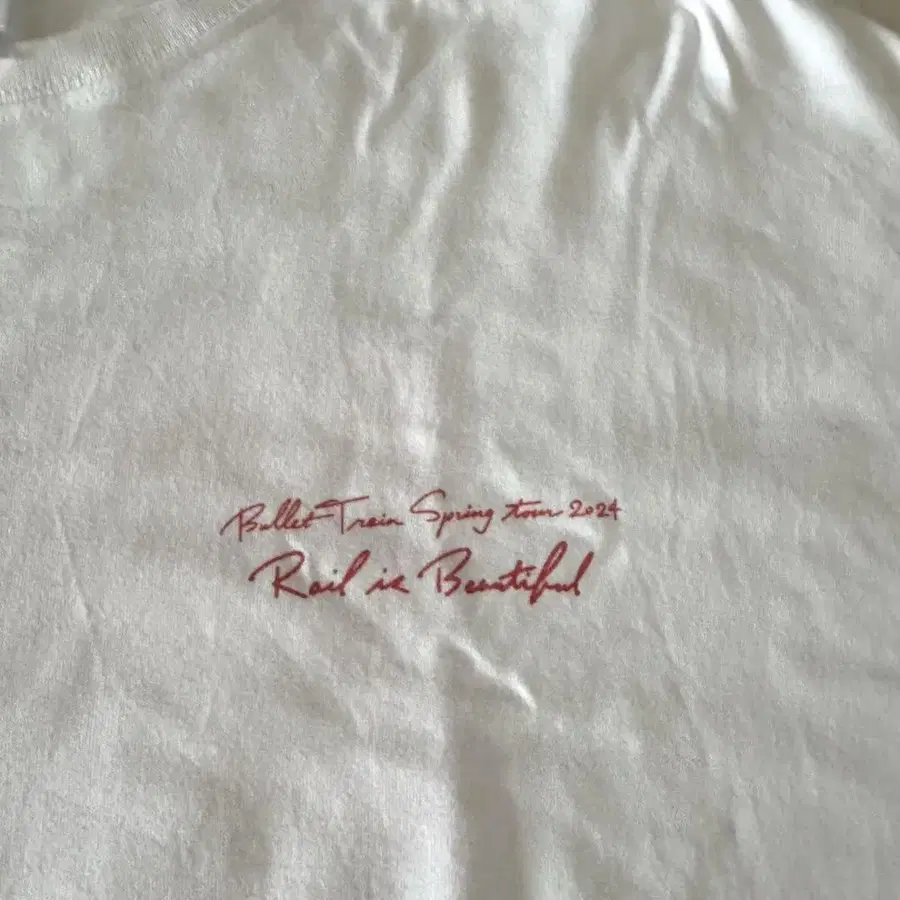 Bullet-Train Spring tour 2024
Rail is Beautiful